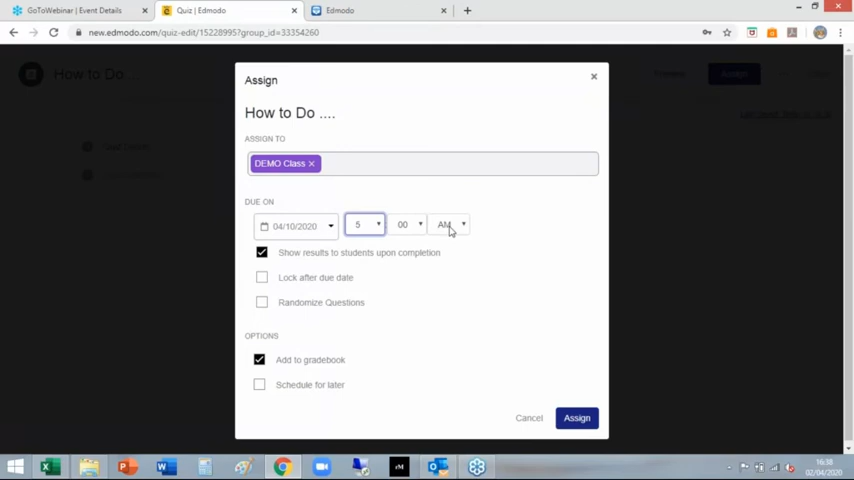 GoToWebinar | Event Details
Quiz | Edmodo
Edmodo
new.edmodo.com/quiz-edit/15228995?group_id=33354260
How to Do
Preview
Assign
Assign
How to Do ....
ASSIGN TO
DEMO Class
DUE ON
04/10/2020
5
00
AM
Show results to students upon completion
Lock after due date
Randomize Questions
OPTIONS
Add to gradebook
Schedule for later
Cancel
Assign
16:38
02/04/2020